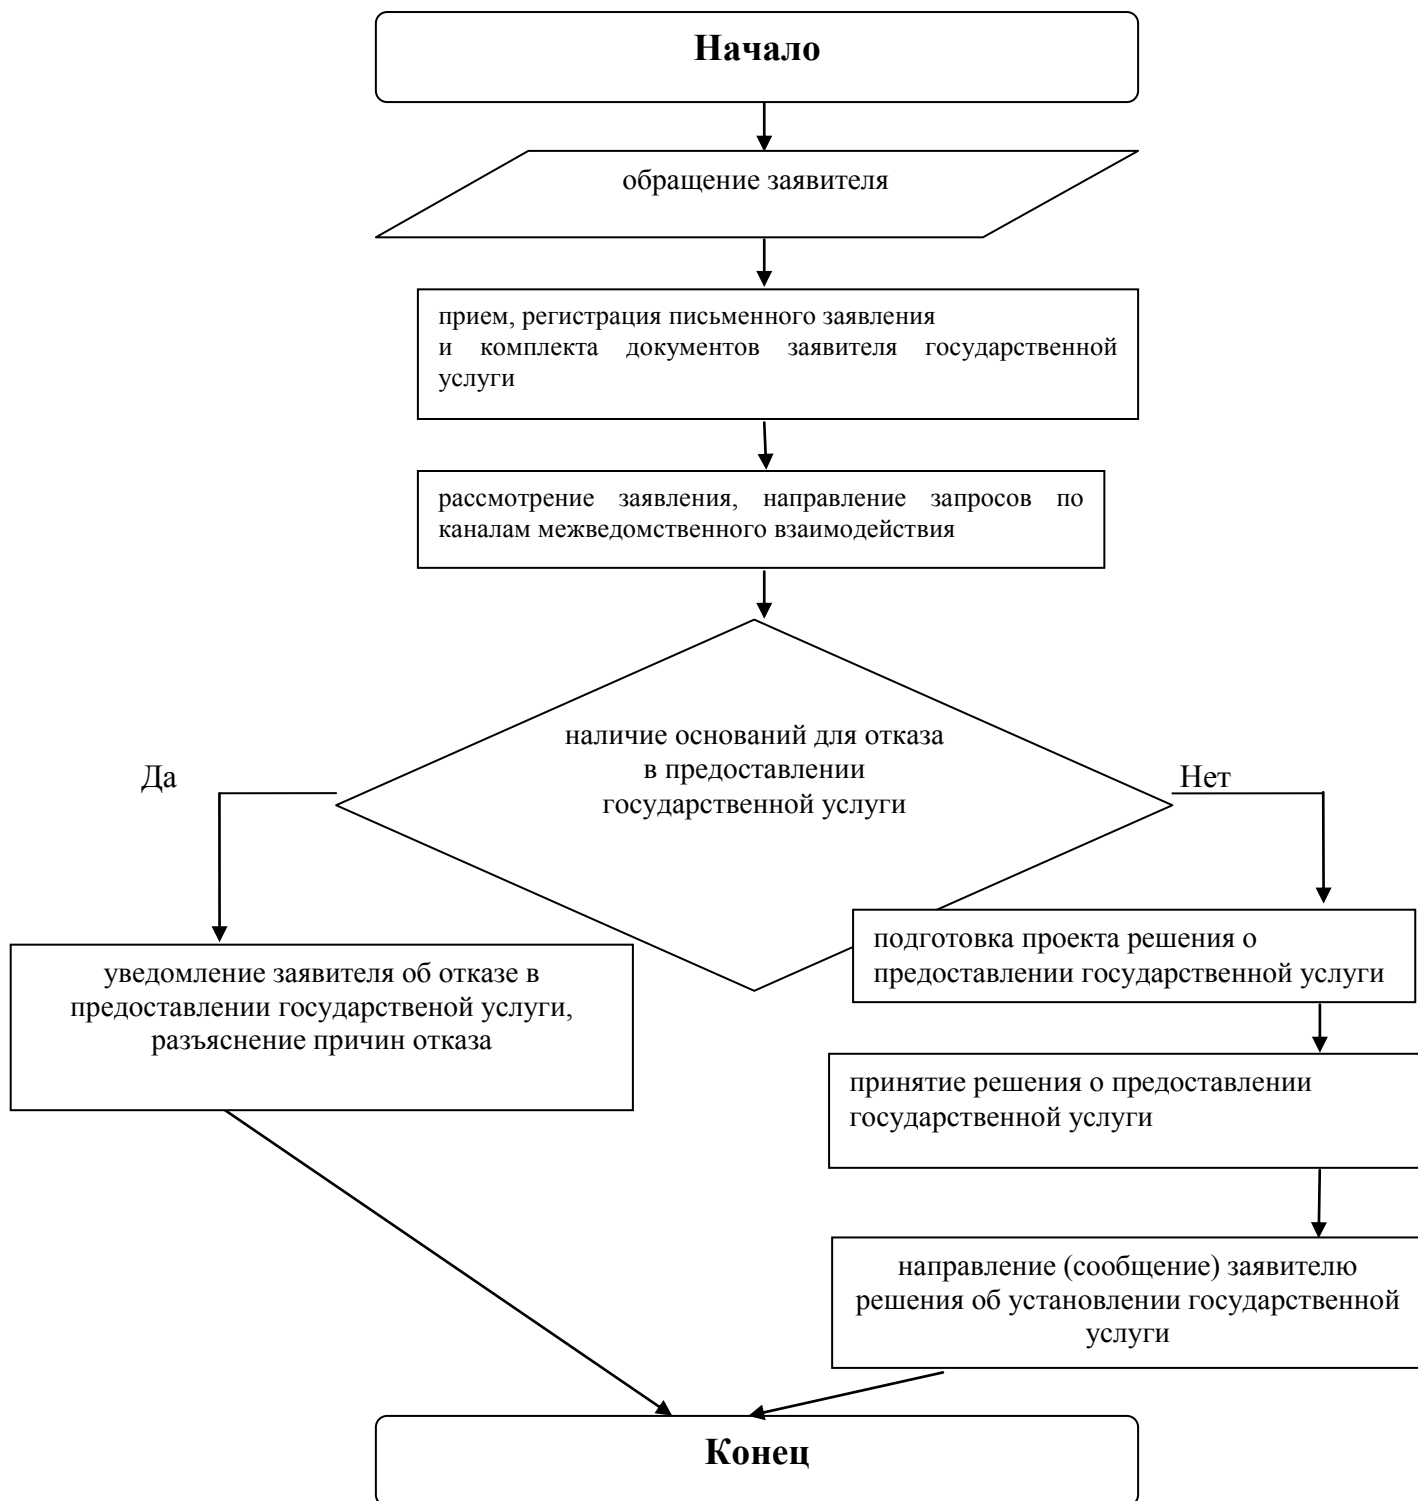 Начало
обращение заявителя
прием, регистрация письменного заявления
и комплекта документов заявителя государственной
услуги
рассмотрение заявления, направление запросов по
каналам межведомственного взаимодействия
наличие оснований для отказа
в предоставлении
государственной услуги
Да
Нет
уведомление заявителя об отказе в
предоставлении государственой услуги,
разъяснение причин отказа
подготовка проекта решения о
предоставлении государственной услуги
принятие решения о предоставлении
государственной услуги
направление (сообщение) заявителю
решения об установлении государственной
услуги
Конец